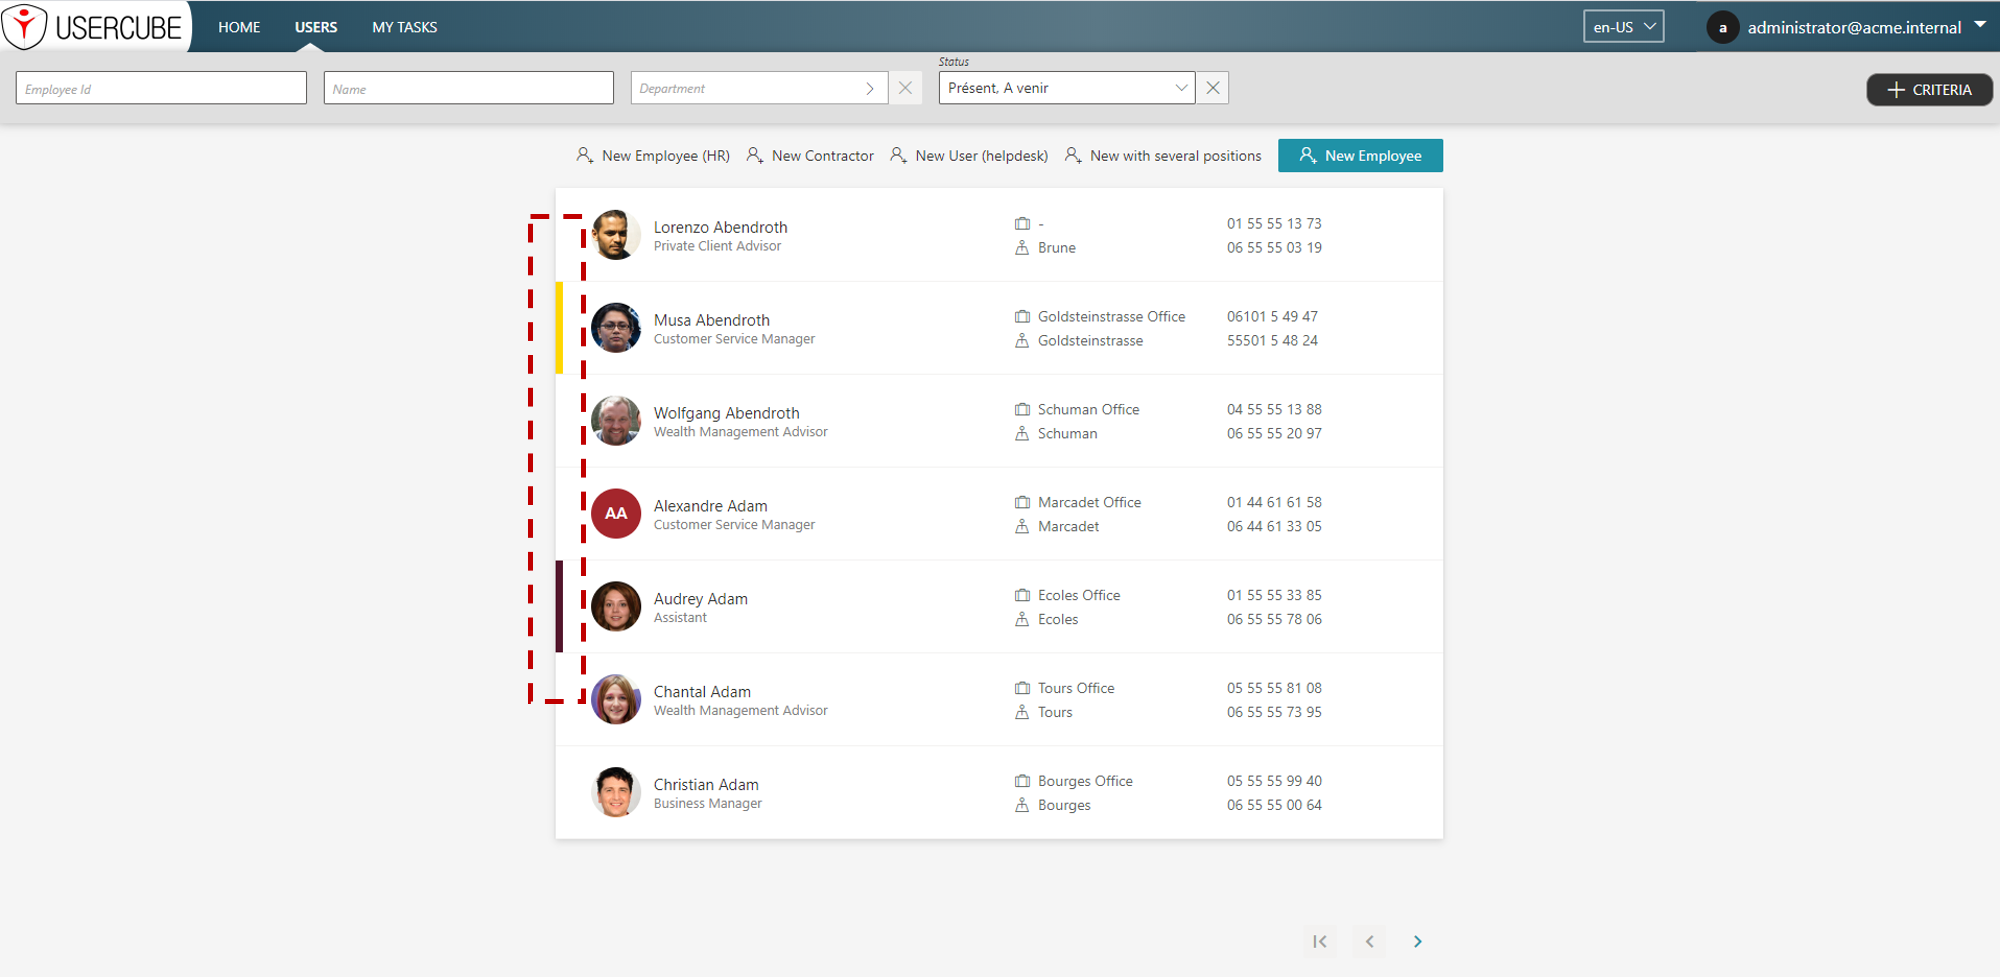 USERCUBE
HOME USERS MY TASKS
en-US
a administrator@acme.internal
Status
Employee Id
Name
Department
Présent, A venir
CRITERIA
New Employee (HR) New Contractor New User (helpdesk) New with several positions New Employee
Lorenzo Abendroth
Private Client Advisor
- 01 55 55 13 73
Brune 06 55 55 03 19
Musa Abendroth
Customer Service Manager
Goldsteinstrasse Office 06101 5 49 47
Goldsteinstrasse 55501 5 48 24
Wolfgang Abendroth
Wealth Management Advisor
Schuman Office 04 55 55 13 88
Schuman 06 55 55 20 97
AA
Alexandre Adam
Customer Service Manager
Marcadet Office 01 44 61 61 58
Marcadet 06 44 61 33 05
Audrey Adam
Assistant
Ecoles Office 01 55 55 33 85
Ecoles 06 55 55 78 06
Chantal Adam
Wealth Management Advisor
Tours Office 05 55 55 81 08
Tours 06 55 55 73 95
Christian Adam
Business Manager
Bourges Office 05 55 55 99 40
Bourges 06 55 55 00 64